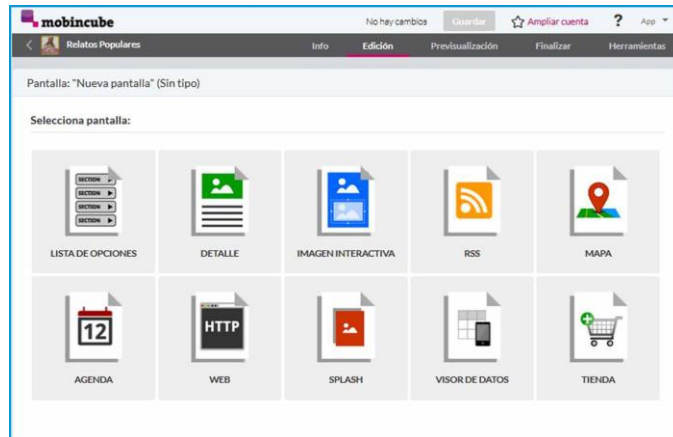 mobincube
No hay cambios Guardar Ampliar cuenta ? App
Relatos Populares Info Edición Previsualización Finalizar Herramientas
Pantalla: "Nueva pantalla" (Sin tipo)
Selecciona pantalla:
SECTION
SECTION
SECTION
SECTION
LISTA DE OPCIONES DETALLE IMAGEN INTERACTIVA RSS MAPA
12 HTTP
AGENDA WEB SPLASH VISOR DE DATOS TIENDA